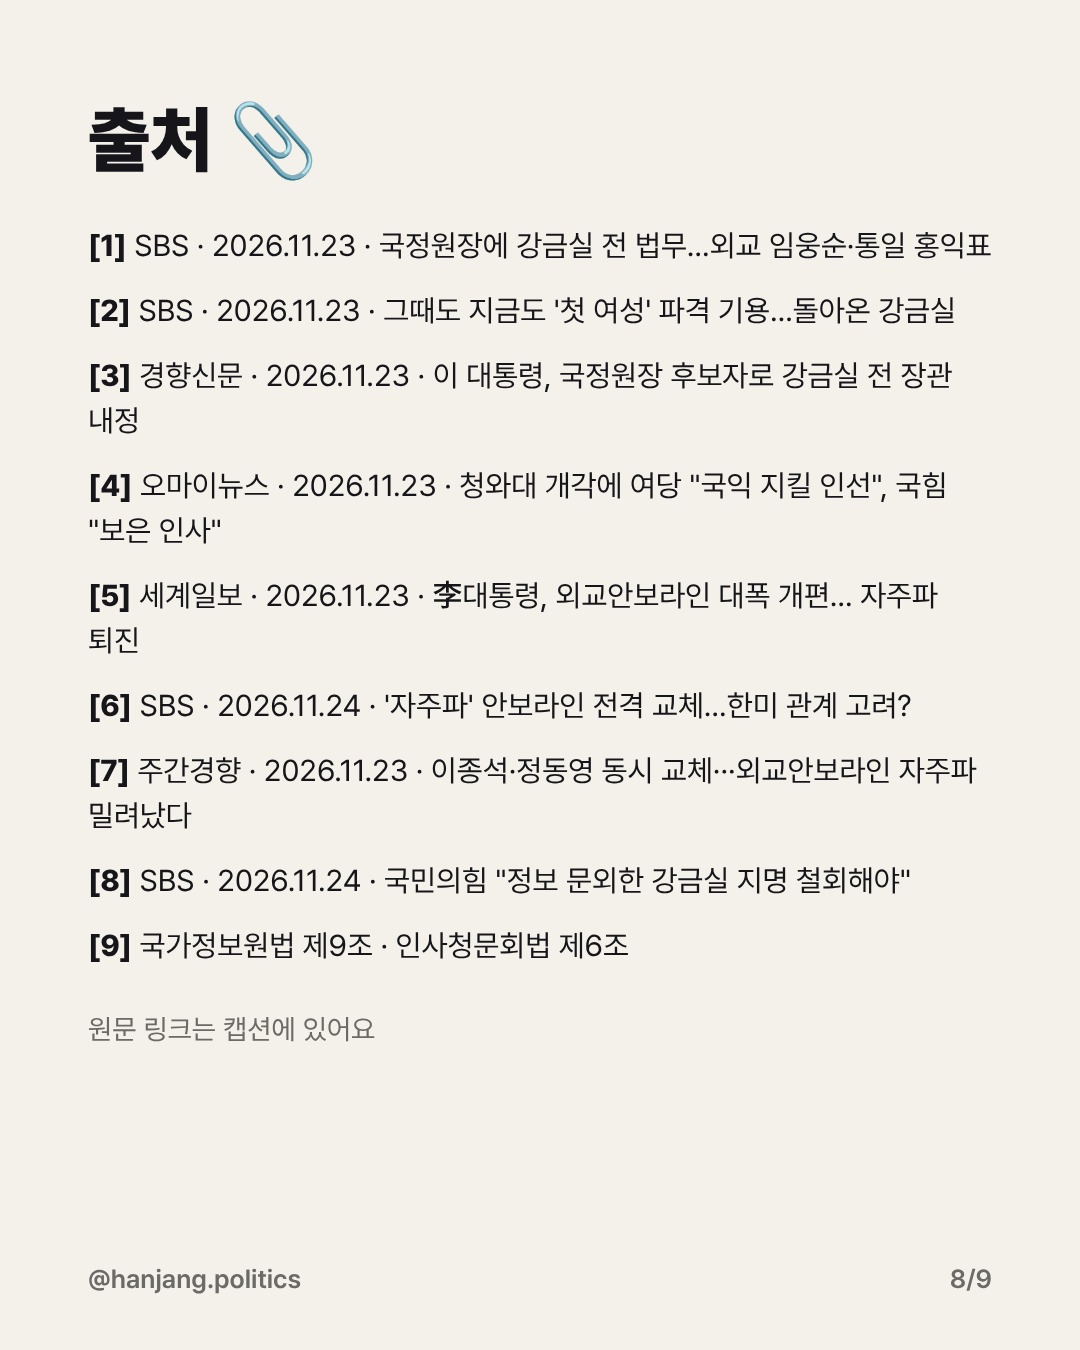 출처 📎
[1] SBS · 2026.11.23 · 국정원장에 강금실 전 법무…외교 임웅순·통일 홍익표
[2] SBS · 2026.11.23 · 그때도 지금도 '첫 여성' 파격 기용…돌아온 강금실
[3] 경향신문 · 2026.11.23 · 이 대통령, 국정원장 후보자로 강금실 전 장관
내정
[4] 오마이뉴스 · 2026.11.23 · 청와대 개각에 여당 "국익 지킬 인선", 국힘
"보은 인사"
[5] 세계일보 · 2026.11.23 · 李대통령, 외교안보라인 대폭 개편… 자주파
퇴진
[6] SBS · 2026.11.24 · '자주파' 안보라인 전격 교체…한미 관계 고려?
[7] 주간경향 · 2026.11.23 · 이종석·정동영 동시 교체⋯외교안보라인 자주파
밀려났다
[8] SBS · 2026.11.24 · 국민의힘 "정보 문외한 강금실 지명 철회해야"
[9] 국가정보원법 제9조 · 인사청문회법 제6조
원문 링크는 캡션에 있어요
@hanjang.politics
8/9